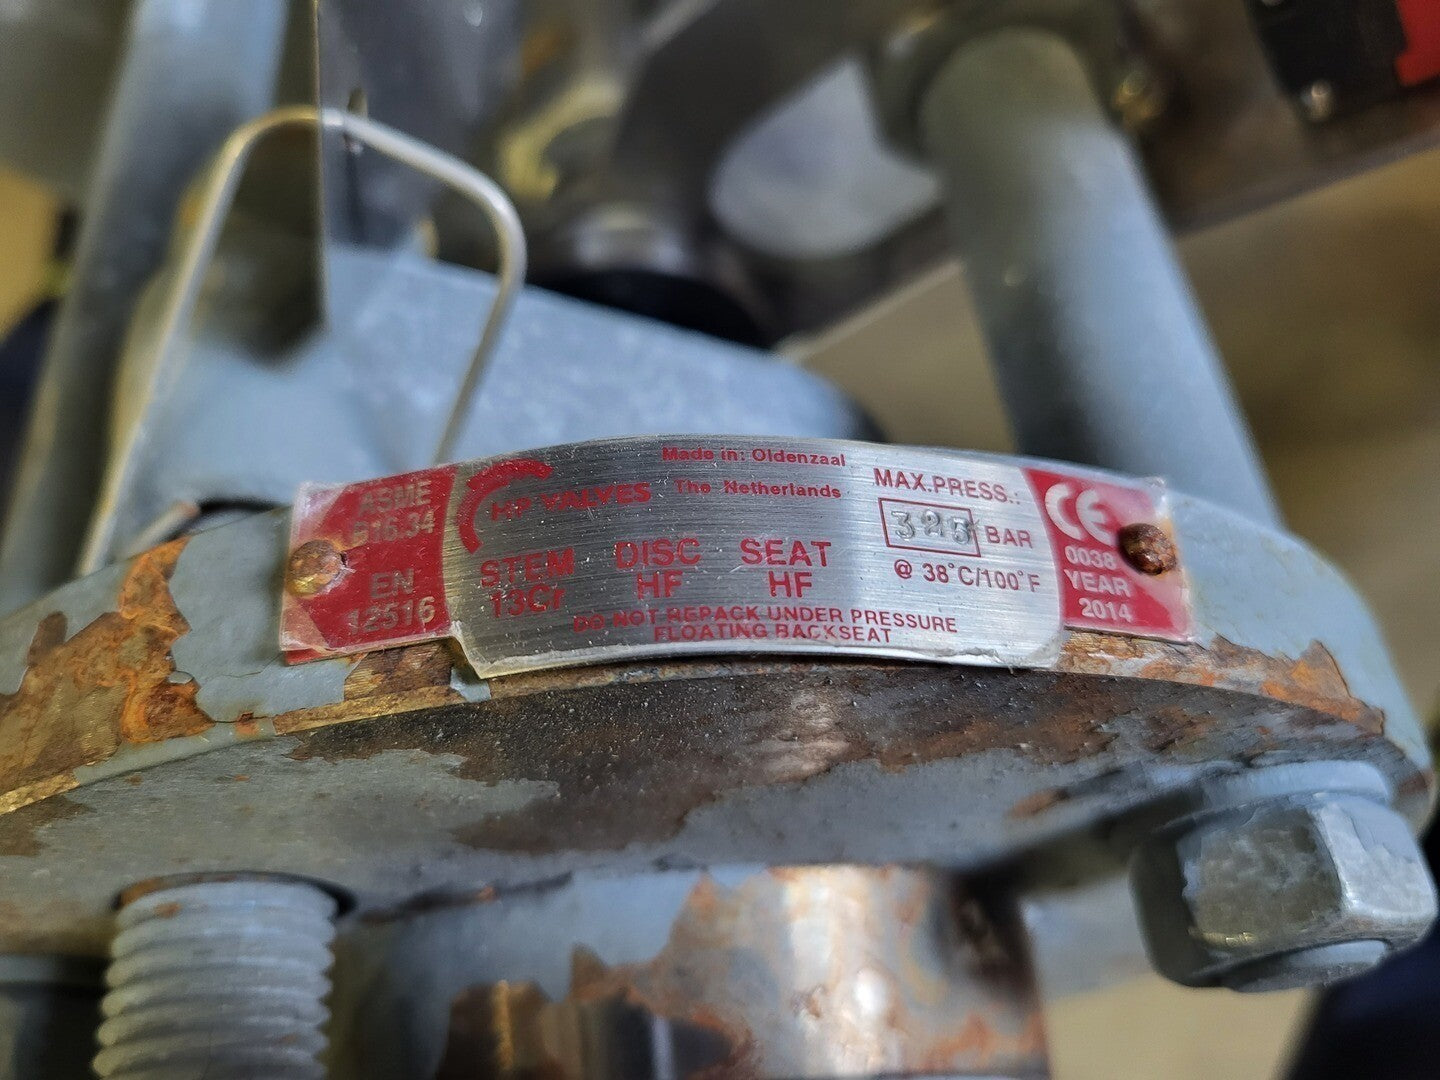 ASME
B16.34
EN
12516
HP VALVES
Made in: Oldenzaal
The Netherlands
STEM
13Cr
DISC
HF
SEAT
HF
MAX.PRESS.:
325 BAR
@ 38°C/100°F
DO NOT REPACK UNDER PRESSURE
FLOATING BACKSEAT
CE
0038
YEAR
2014